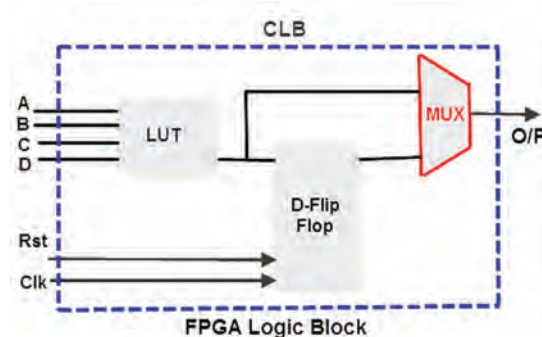 CLB
A
B
C
D
LUT
MUX
O/P
D-Flip
Flop
Rst
Clk
FPGA Logic Block